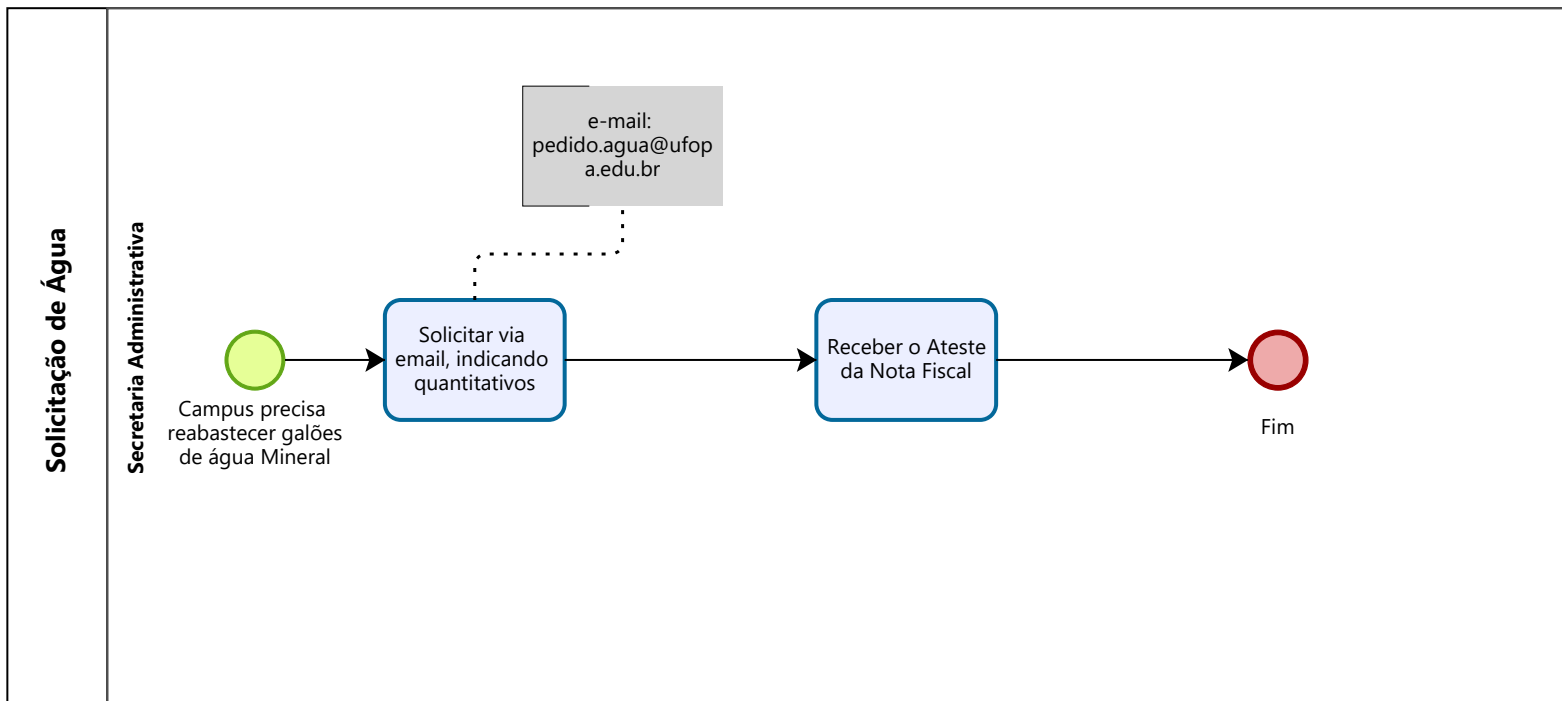 Solicitação de Água
Secretaria Administrativa
e-mail:
pedido.agua@ufop
a.edu.br
Campus precisa
reabastecer galões
de água Mineral
Solicitar via
email, indicando
quantitativos
Receber o Ateste
da Nota Fiscal
Fim